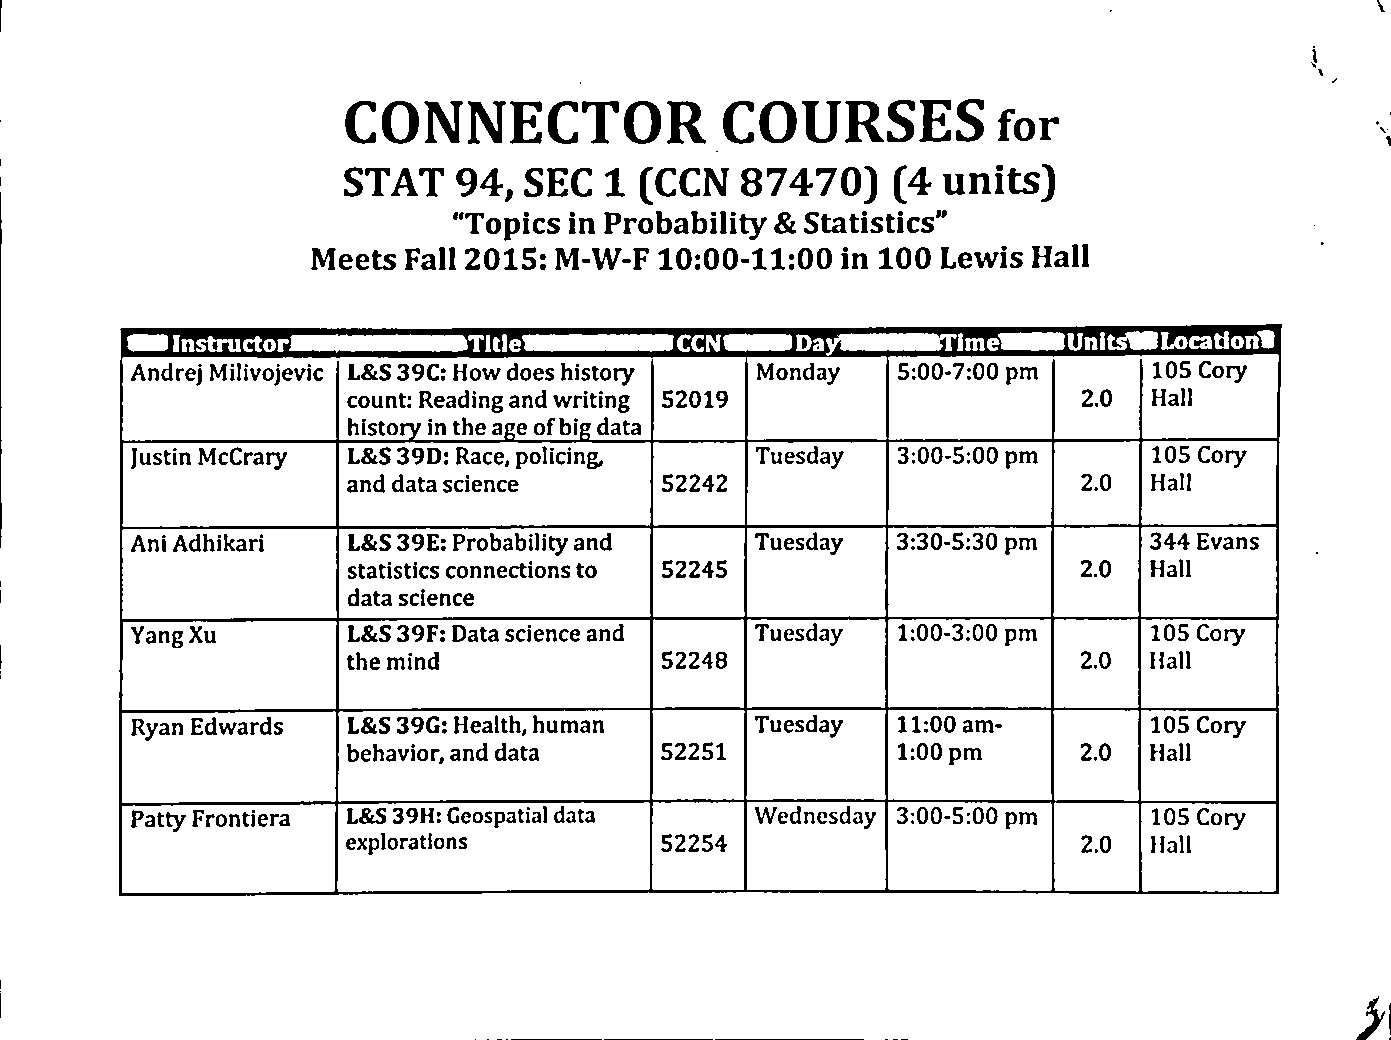 CONNECTOR COURSES for
STAT 94, SEC 1 (CCN 87470) (4 units)
"Topics in Probability & Statistics"
Meets Fall 2015: M-W-F 10:00-11:00 in 100 Lewis Hall
Instructor Title CCN Day Time Units Location
Andrej Milivojevic L&S 39C: How does history Monday 5:00-7:00 pm 105 Cory
count: Reading and writing 52019 2.0 Hall
history in the age of big data
Justin McCrary L&S 39D: Race, policing, Tuesday 3:00-5:00 pm 105 Cory
and data science 52242 2.0 Hall
Ani Adhikari L&S 39E: Probability and Tuesday 3:30-5:30 pm 344 Evans
statistics connections to 52245 2.0 Hall
data science
Yang Xu L&S 39F: Data science and Tuesday 1:00-3:00 pm 105 Cory
the mind 52248 2.0 Hall
Ryan Edwards L&S 39G: Health, human Tuesday 11:00 am- 105 Cory
behavior, and data 52251 1:00 pm 2.0 Hall
Patty Frontiera L&S 39H: Geospatial data Wednesday 3:00-5:00 pm 105 Cory
explorations 52254 2.0 Hall